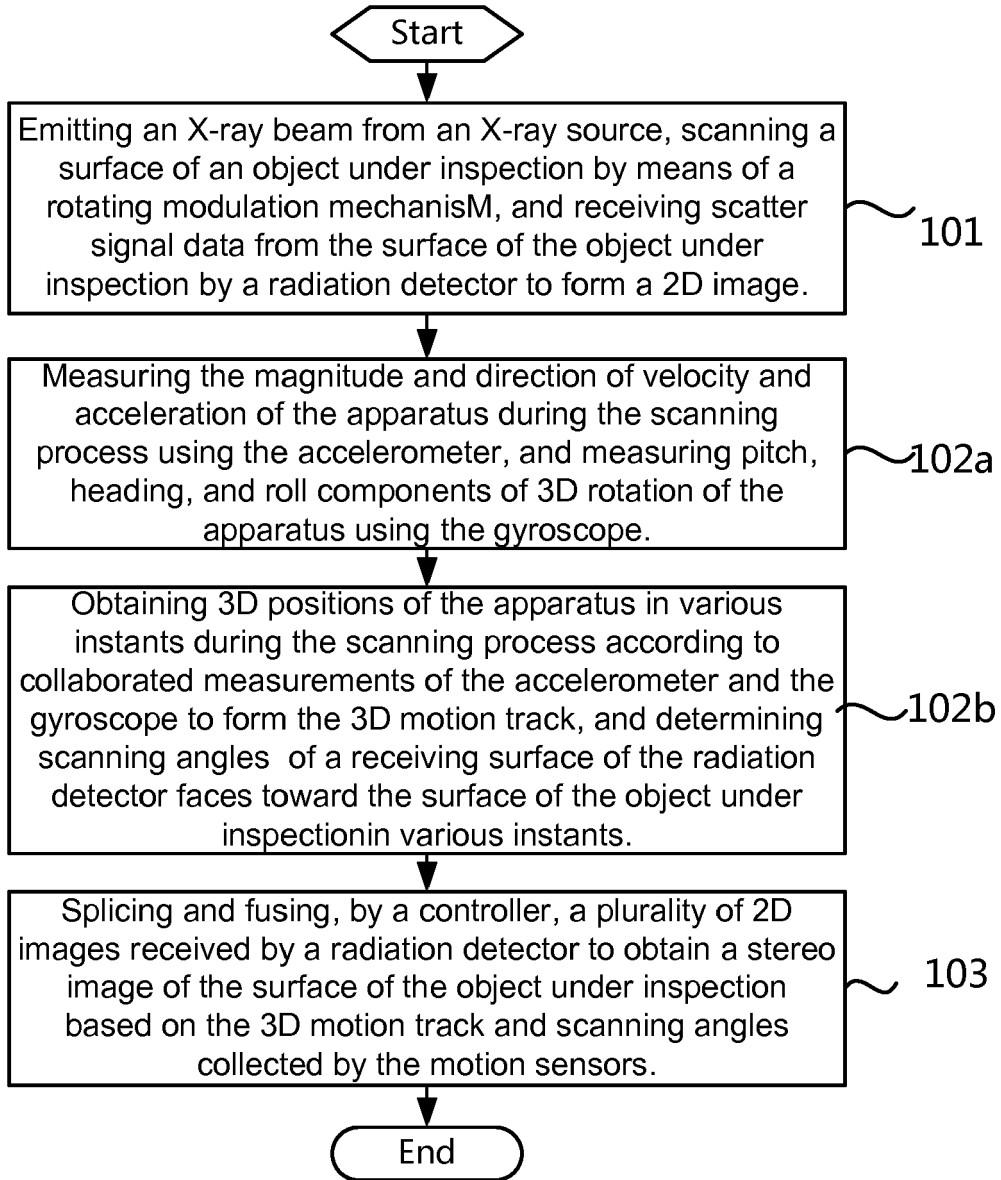 Start
Emitting an X-ray beam from an X-ray source, scanning a
surface of an object under inspection by means of a
rotating modulation mechanisM, and receiving scatter
signal data from the surface of the object under
inspection by a radiation detector to form a 2D image.
101
Measuring the magnitude and direction of velocity and
acceleration of the apparatus during the scanning
process using the accelerometer, and measuring pitch,
heading, and roll components of 3D rotation of the
apparatus using the gyroscope.
102a
Obtaining 3D positions of the apparatus in various
instants during the scanning process according to
collaborated measurements of the accelerometer and the
gyroscope to form the 3D motion track, and determining
scanning angles  of a receiving surface of the radiation
detector faces toward the surface of the object under
inspectionin various instants.
102b
Splicing and fusing, by a controller, a plurality of 2D
images received by a radiation detector to obtain a stereo
image of the surface of the object under inspection
based on the 3D motion track and scanning angles
collected by the motion sensors.
103
End